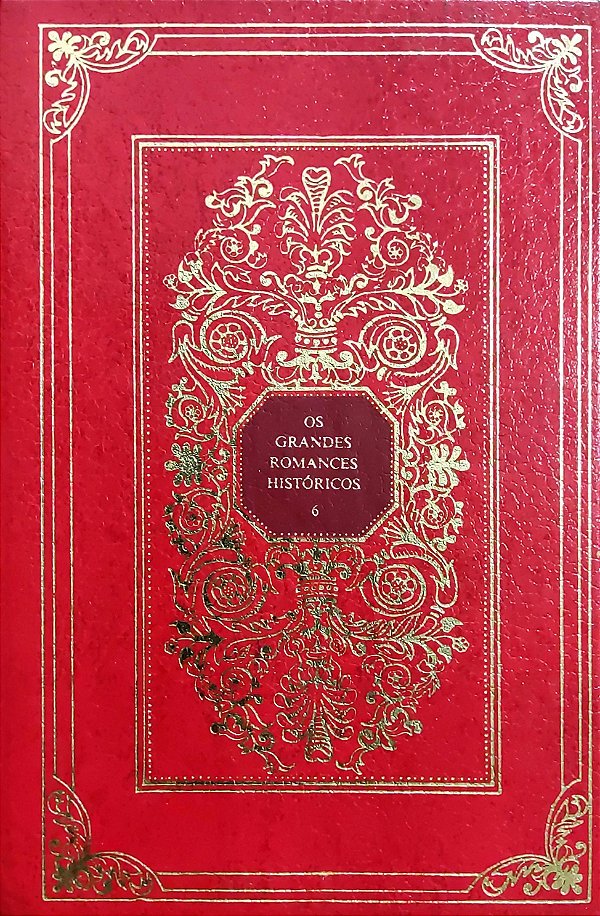 OS
GRANDES
ROMANCES
HISTÓRICOS
6